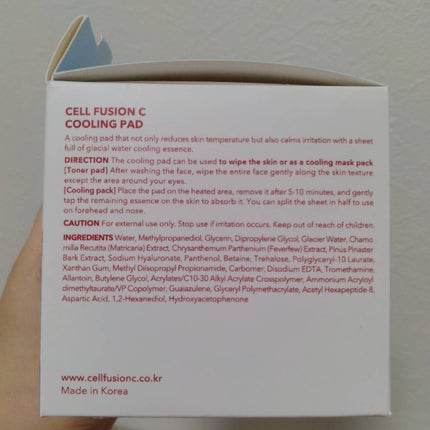 CELL FUSION C
COOLING PAD
A cooling pad that not only reduces skin temperature but also calms irritation with a sheet
full of glacial water cooling essence.
DIRECTION The cooling pad can be used to wipe the skin or as a cooling mask pack
[Toner pad] After washing the face, wipe the entire face gently along the skin texture
except the area around your eyes.
[Cooling pack] Place the pad on the heated area, remove it after 5-10 minutes, and gently
tap the remaining essence on the skin to absorb it. You can split the sheet in half to use
on forehead and nose.
CAUTION For external use only. Stop use if irritation occurs. Keep out of reach of children.
INGREDIENTS Water, Methylpropanediol, Glycerin, Dipropylene Glycol, Glacier Water, Chamo
milla Recutita (Matricaria) Extract, Chrysanthemum Parthenium (Feverfew) Extract, Pinus Pinaster
Bark Extract, Sodium Hyaluronate, Panthenol, Betaine, Trehalose, Polyglyceryl-10 Laurate,
Xanthan Gum, Methyl Diisopropyl Propionamide, Carbomer, Disodium EDTA, Tromethamine,
Allantoin, Butylene Glycol, Acrylates/C10-30 Alkyl Acrylate Crosspolymer, Ammonium Acryloyl
dimethyltaurate/VP Copolymer, Guaiazulene, Glyceryl Polymethacrylate, Acetyl Hexapeptide-8,
Aspartic Acid, 1,2-Hexanediol, Hydroxyacetophenone
www.cellfusionc.co.kr
Made in Korea